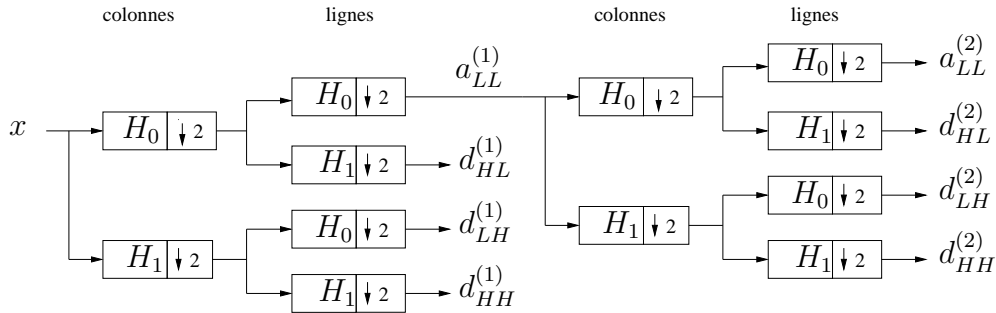 colonnes lignes colonnes lignes
H_0 ↓ 2 a_{LL}^{(2)}
H_0 ↓ 2 a_{LL}^{(1)} H_0 ↓ 2
x H_0 ↓ 2 H_1 ↓ 2 d_{HL}^{(2)}
H_1 ↓ 2 d_{HL}^{(1)}
H_0 ↓ 2 d_{LH}^{(2)}
H_0 ↓ 2 d_{LH}^{(1)} H_1 ↓ 2
H_1 ↓ 2 H_1 ↓ 2 d_{HH}^{(2)}
H_1 ↓ 2 d_{HH}^{(1)}